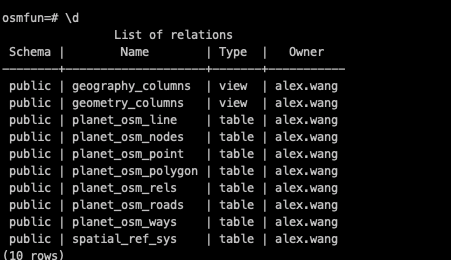 osmfun=# \d
List of relations
Schema | Name | Type | Owner
--------+--------------------+-------+-----------
public | geography_columns | view | alex.wang
public | geometry_columns | view | alex.wang
public | planet_osm_line | table | alex.wang
public | planet_osm_nodes | table | alex.wang
public | planet_osm_point | table | alex.wang
public | planet_osm_polygon | table | alex.wang
public | planet_osm_rels | table | alex.wang
public | planet_osm_roads | table | alex.wang
public | planet_osm_ways | table | alex.wang
public | spatial_ref_sys | table | alex.wang
(10 rows)